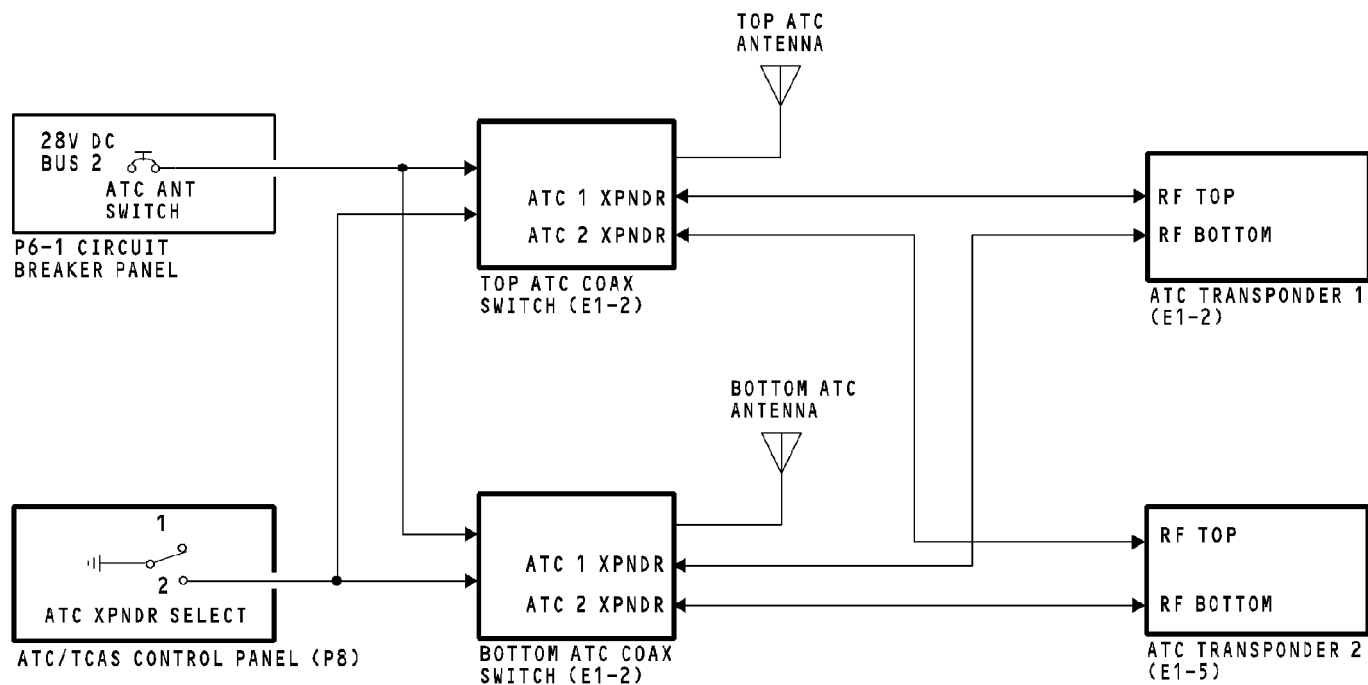 TOP ATC
ANTENNA
28V DC
BUS 2
ATC ANT
SWITCH
P6-1 CIRCUIT
BREAKER PANEL
ATC 1 XPNDR
ATC 2 XPNDR
TOP ATC COAX
SWITCH (E1-2)
RF TOP
RF BOTTOM
ATC TRANSPONDER 1
(E1-2)
BOTTOM ATC
ANTENNA
1
2
ATC XPNDR SELECT
ATC/TCAS CONTROL PANEL (P8)
ATC 1 XPNDR
ATC 2 XPNDR
BOTTOM ATC COAX
SWITCH (E1-2)
RF TOP
RF BOTTOM
ATC TRANSPONDER 2
(E1-5)